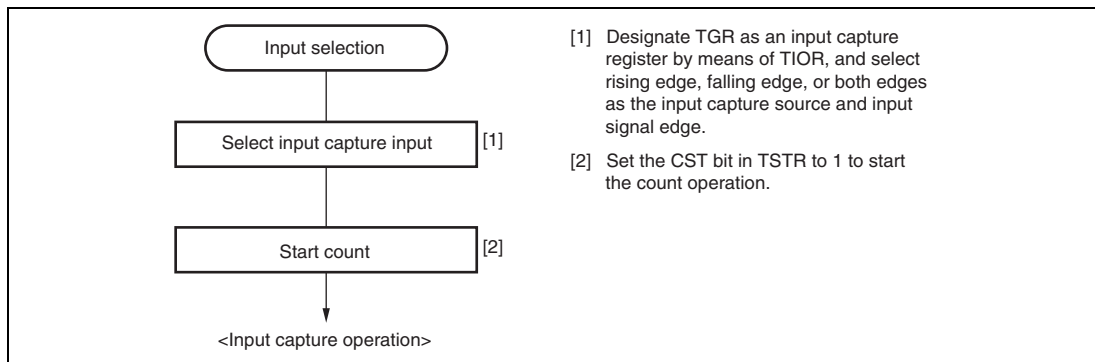 Input selection
Select input capture input
[1]
Start count
[2]
<Input capture operation>
[1] Designate TGR as an input capture
register by means of TIOR, and select
rising edge, falling edge, or both edges
as the input capture source and input
signal edge.
[2] Set the CST bit in TSTR to 1 to start
the count operation.